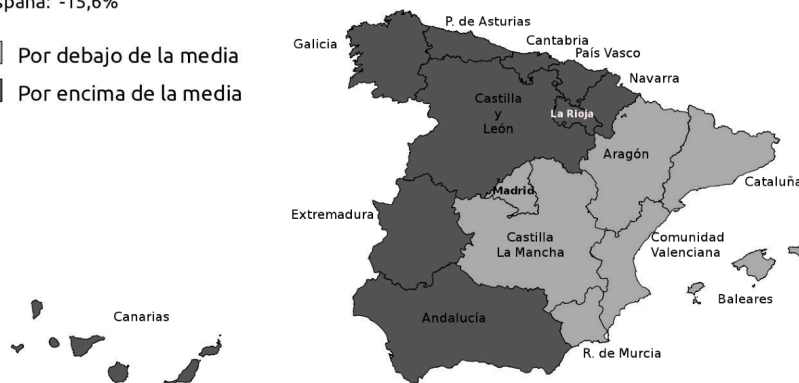 spaña: -15,6%
Por debajo de la media
Por encima de la media
P. de Asturias
Galicia
Cantabria
País Vasco
Navarra
Castilla
y
León
La Rioja
Aragón
Cataluña
Madrid
Extremadura
Castilla
La Mancha
Comunidad
Valenciana
Baleares
Canarias
Andalucía
R. de Murcia